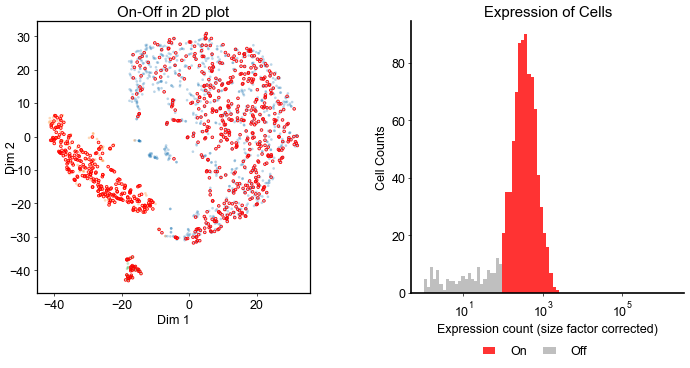 On-Off in 2D plot
30
20
10
0
−10
−20
−30
−40
Dim 2
−40
−20
0
20
Dim 1
Expression of Cells
80
60
40
20
0
Cell Counts
10^1
10^3
10^5
Expression count (size factor corrected)
On
Off